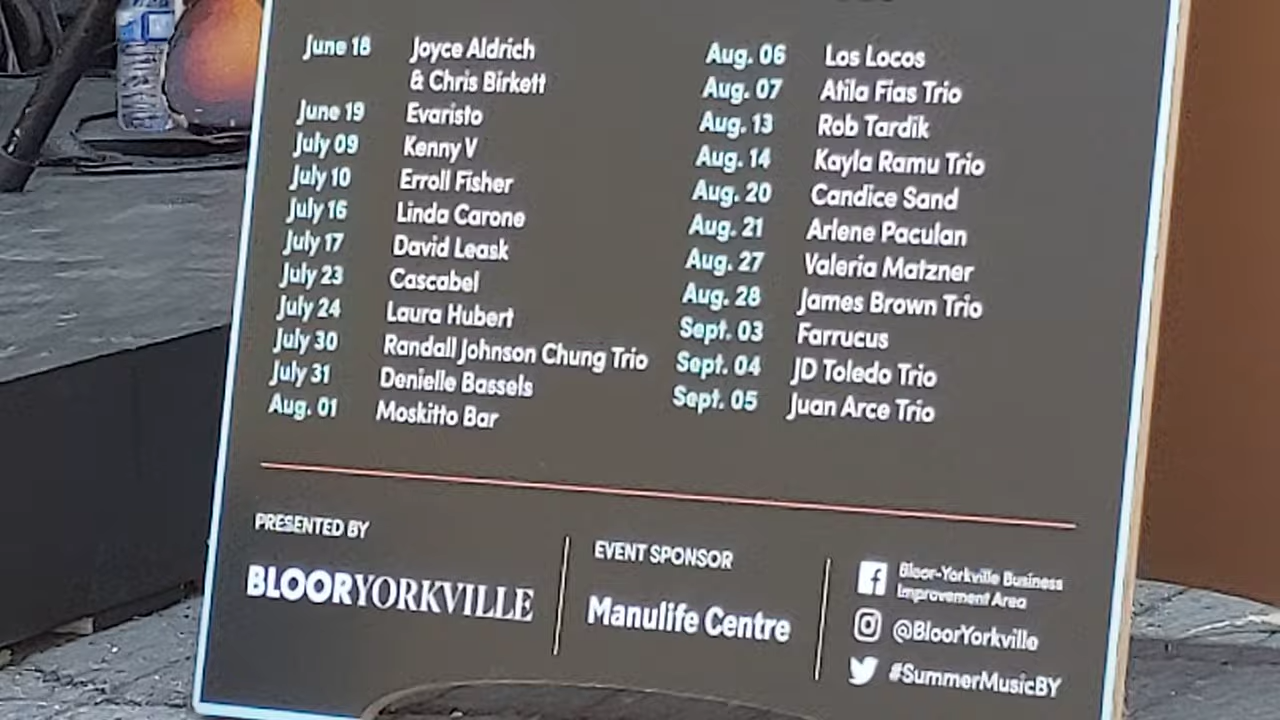 June 18 Joyce Aldrich
& Chris Birkett
June 19 Evaristo
July 09 Kenny V
July 10 Erroll Fisher
July 16 Linda Carone
July 17 David Leask
July 23 Cascabel
July 24 Laura Hubert
July 30 Randall Johnson Chung Trio
July 31 Denielle Bassels
Aug. 01 Moskitto Bar
Aug. 06 Los Locos
Aug. 07 Atila Fias Trio
Aug. 13 Rob Tardik
Aug. 14 Kayla Ramu Trio
Aug. 20 Candice Sand
Aug. 21 Arlene Paculan
Aug. 27 Valeria Matzner
Aug. 28 James Brown Trio
Sept. 03 Farrucus
Sept. 04 JD Toledo Trio
Sept. 05 Juan Arce Trio
PRESENTED BY
BLOORYORKVILLE
EVENT SPONSOR
Manulife Centre
Bloor-Yorkville Business
Improvement Area
@BloorYorkville
#SummerMusicBY